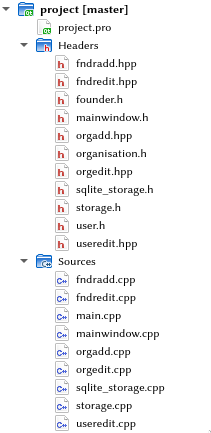 project [master]
project.pro
Headers
fndradd.hpp
fndredit.hpp
founder.h
mainwindow.h
orgadd.hpp
organisation.h
orgedit.hpp
sqlite_storage.h
storage.h
user.h
useredit.hpp
Sources
fndradd.cpp
fndredit.cpp
main.cpp
mainwindow.cpp
orgadd.cpp
orgedit.cpp
sqlite_storage.cpp
storage.cpp
useredit.cpp